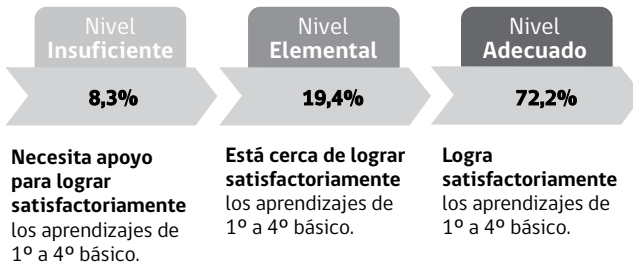 Nivel
Insuficiente
8,3%
Necesita apoyo
para lograr
satisfactoriamente
los aprendizajes de
1º a 4º básico.
Nivel
Elemental
19,4%
Está cerca de lograr
satisfactoriamente
los aprendizajes de
1º a 4º básico.
Nivel
Adecuado
72,2%
Logra
satisfactoriamente
los aprendizajes de
1º a 4º básico.